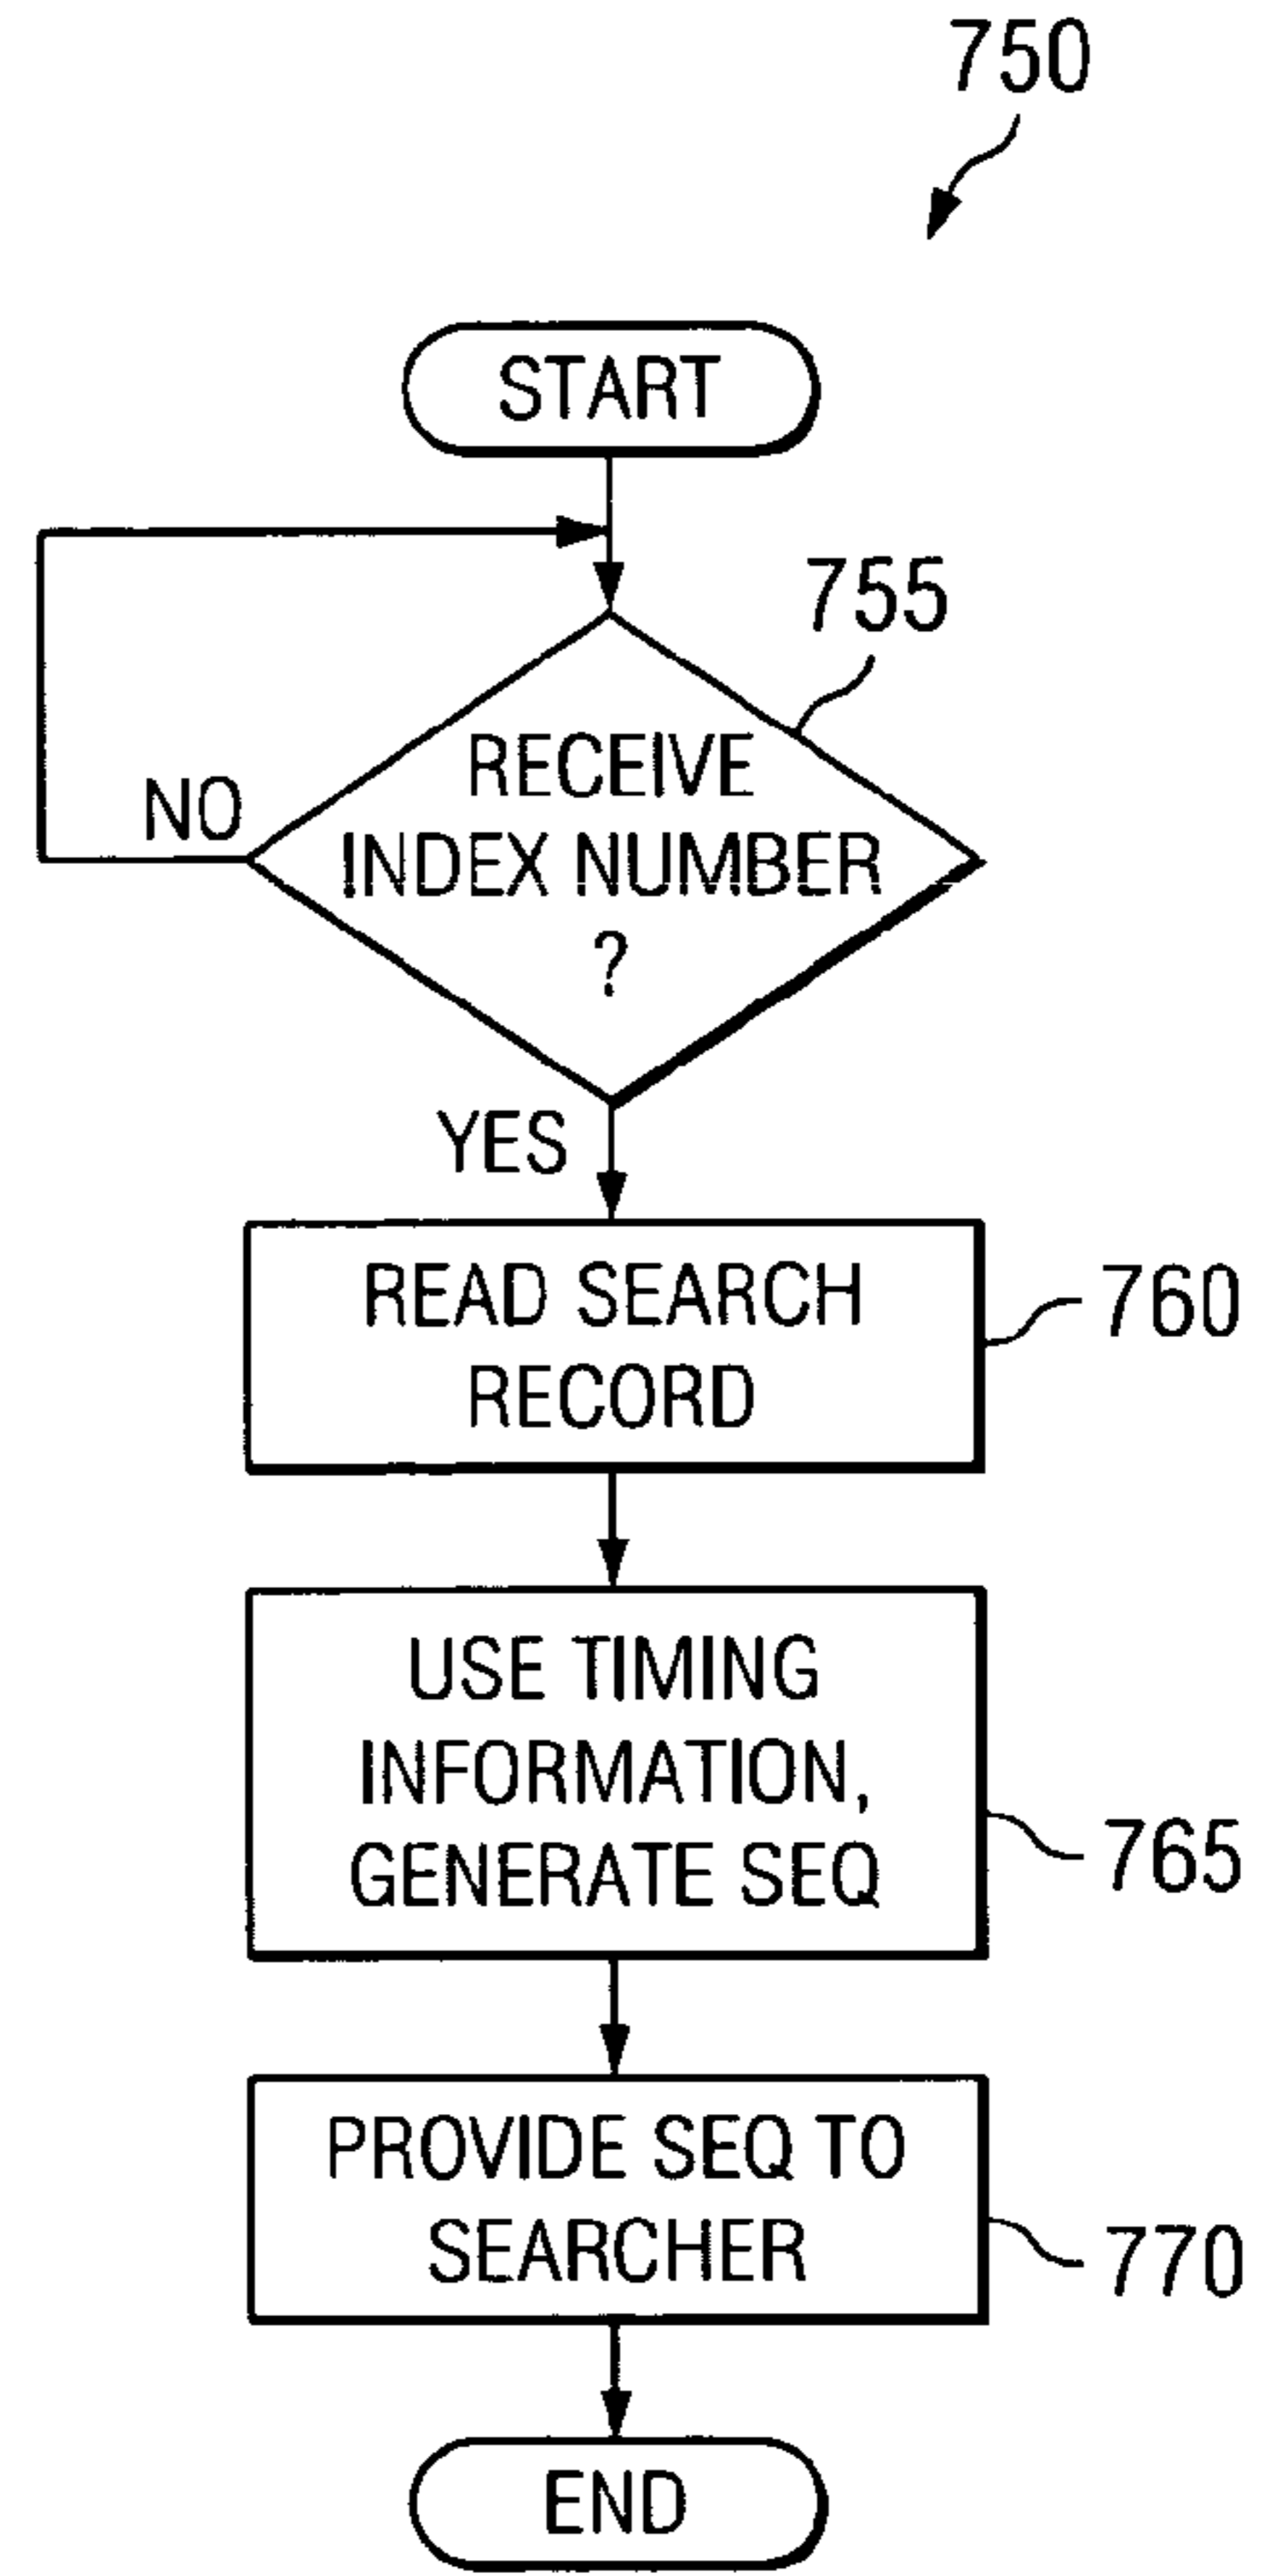 750
START
755
RECEIVE
INDEX NUMBER
?
NO
YES
READ SEARCH
RECORD
760
USE TIMING
INFORMATION,
GENERATE SEQ
765
PROVIDE SEQ TO
SEARCHER
770
END